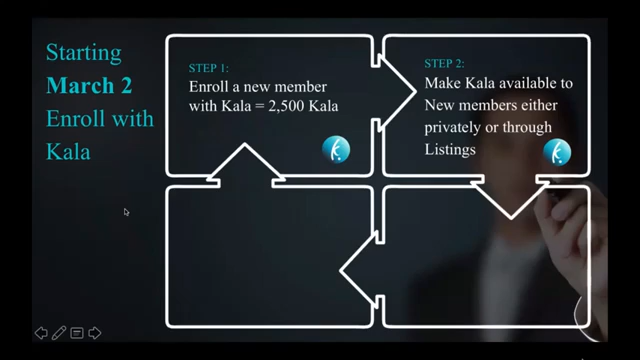 Starting
March 2
Enroll with
Kala
STEP 1:
Enroll a new member
with Kala = 2,500 Kala
STEP 2:
Make Kala available to
New members either
privately or through
Listings